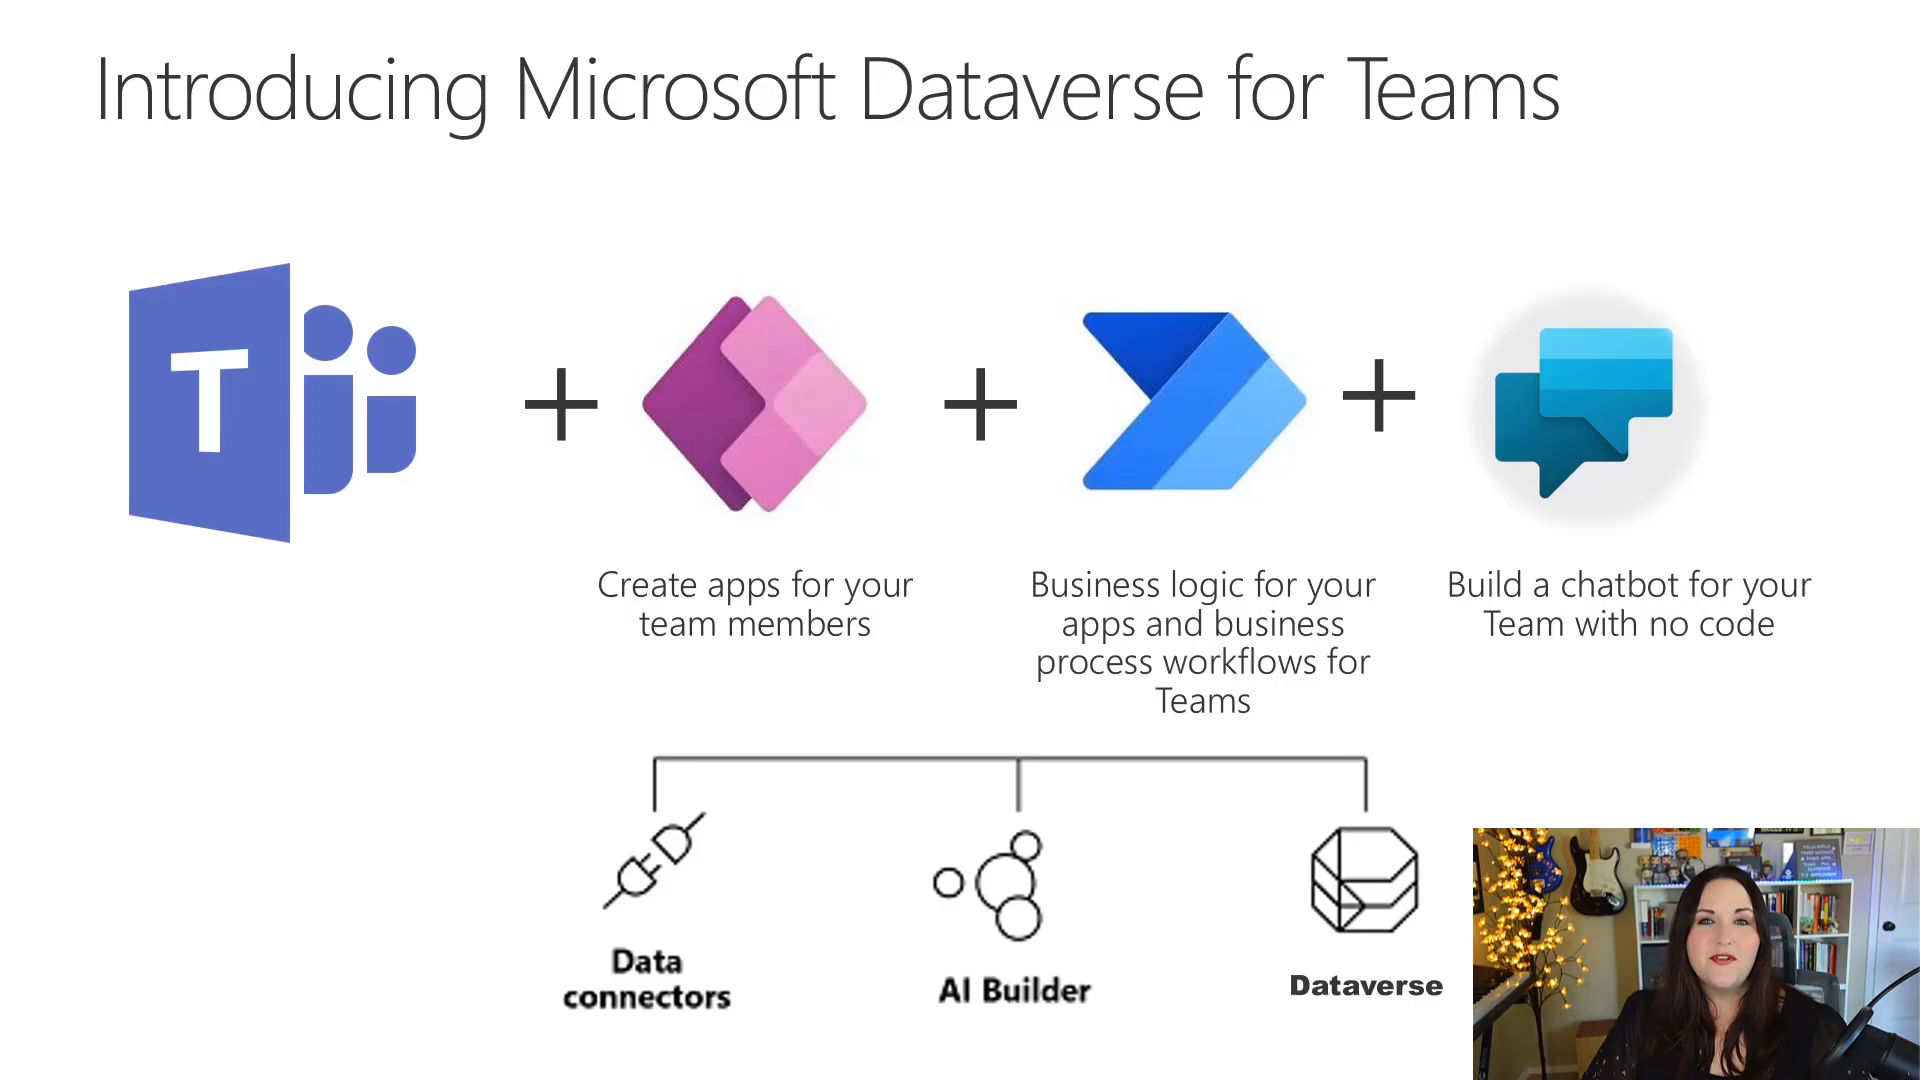 Introducing Microsoft Dataverse for Teams
T
Create apps for your
team members
Business logic for your
apps and business
process workflows for
Teams
Build a chatbot for your
Team with no code
Data
connectors
AI Builder
Dataverse